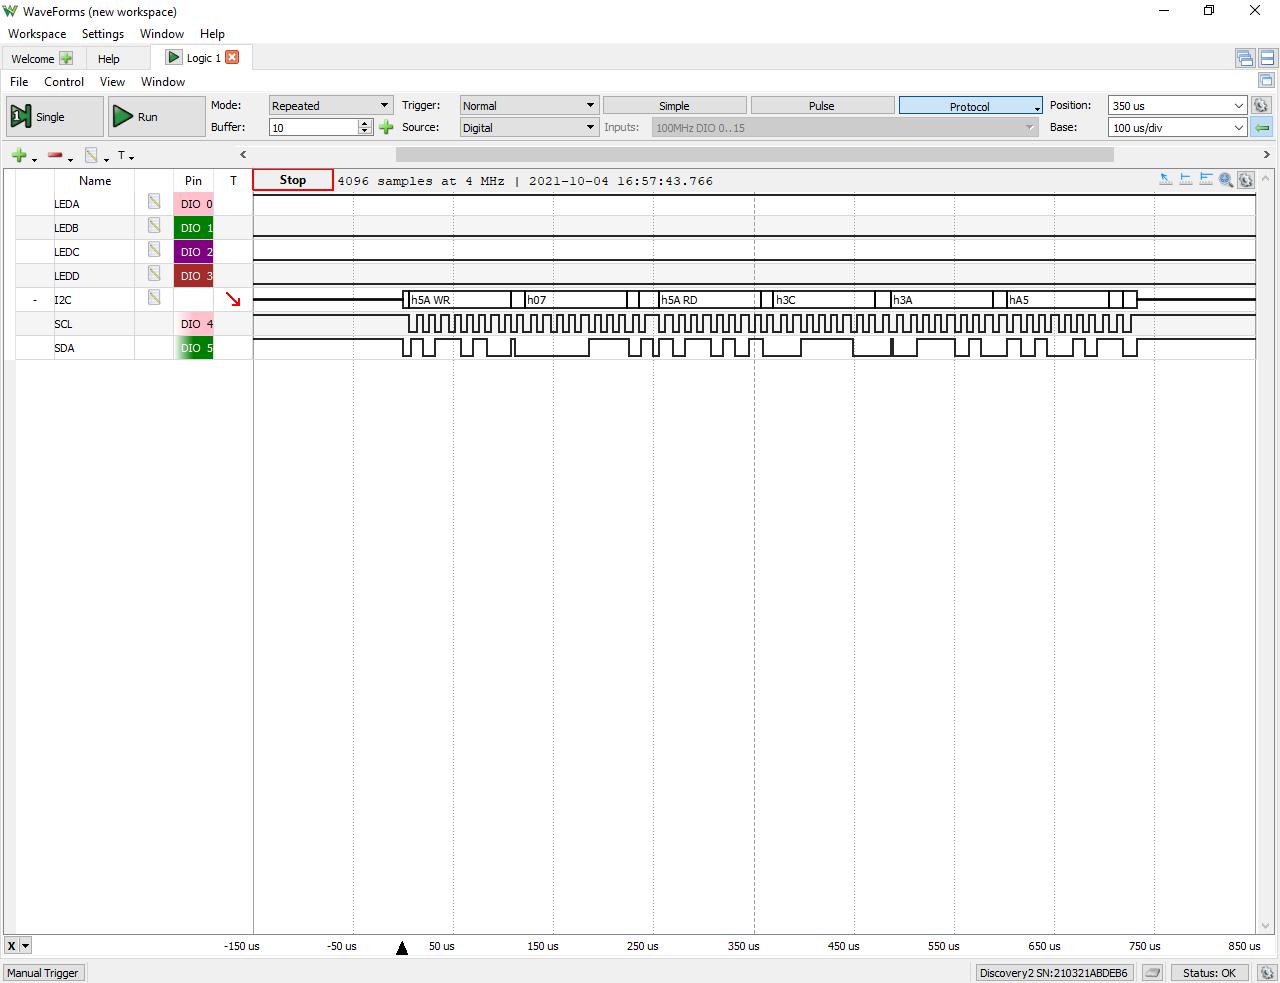 WaveForms (new workspace)
Workspace Settings Window Help
Welcome Help Logic 1
File Control View Window
Single Run Mode: Repeated Trigger: Normal Simple Pulse Protocol Position: 350 us
Buffer: 10 Source: Digital Inputs: 100MHz DIO 0..15 Base: 100 us/div
T
Name Pin T Stop 4096 samples at 4 MHz | 2021-10-04 16:57:43.766
LEDA DIO 0
LEDB DIO 1
LEDC DIO 2
LEDD DIO 3
- I2C h5A WR h07 h5A RD h3C h3A hA5
SCL DIO 4
SDA DIO 5
X -150 us -50 us 50 us 150 us 250 us 350 us 450 us 550 us 650 us 750 us 850 us
Manual Trigger Discovery2 SN:210321ABDEB6 Status: OK